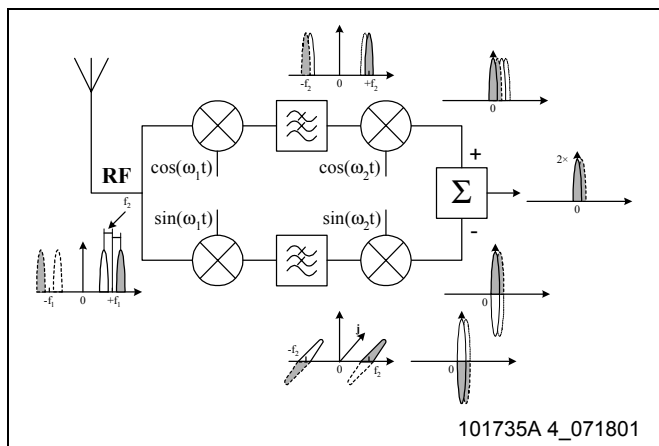 -f₂ 0 +f₂
0
RF
cos(ω₁t) cos(ω₂t)
+
2×
0
Σ
f₂
sin(ω₁t) sin(ω₂t)
-
-f₁ 0 +f₁
0
-f₂ j
0 f₂
0
101735A 4_071801